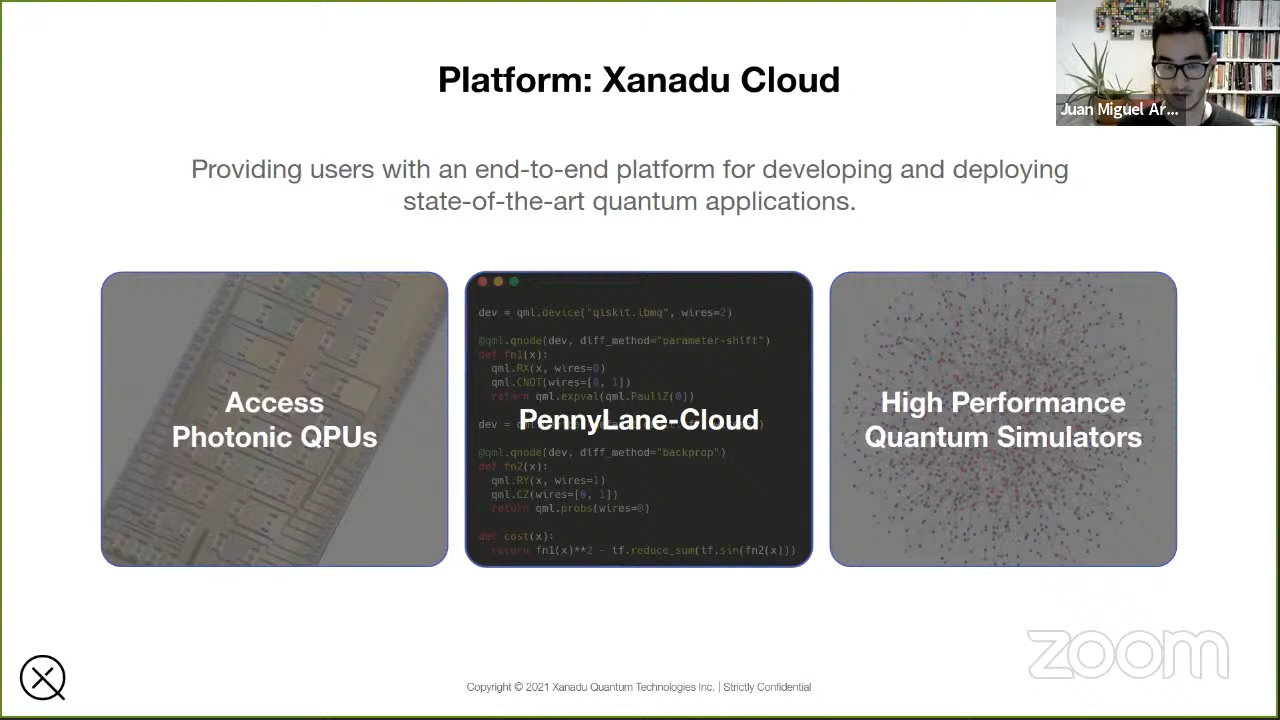 Platform: Xanadu Cloud
Juan Miguel Ar...
Providing users with an end-to-end platform for developing and deploying
state-of-the-art quantum applications.
Access
Photonic QPUs
dev = qml.device("qiskit.ibmq", wires=2)
@qml.qnode(dev, diff_method="parameter-shift")
def fn1(x):
qml.RX(x, wires=0)
qml.CNOT(wires=[0, 1])
return qml.expval(qml.PauliZ(0))
PennyLane-Cloud
dev =
@qml.qnode(dev, diff_method="backprop")
def fn2(x):
qml.RY(x, wires=1)
qml.CZ(wires=[0, 1])
return qml.probs(wires=0)
def cost(x):
return fn1(x)**2 - tf.reduce_sum(tf.sin(fn2(x)))
High Performance
Quantum Simulators
zoom
Copyright © 2021 Xanadu Quantum Technologies Inc. | Strictly Confidential